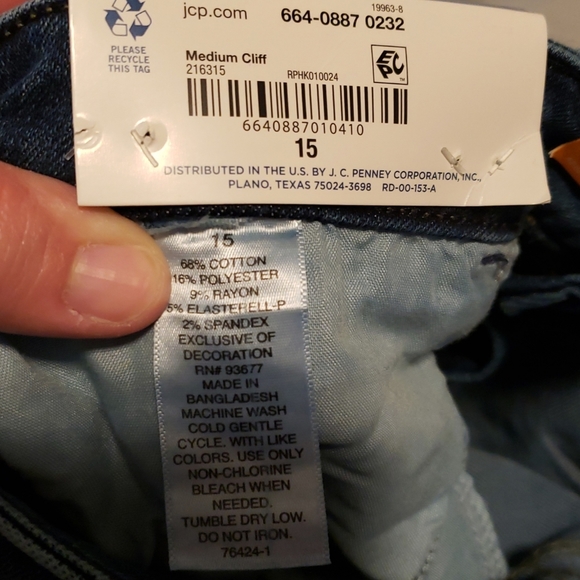 19963-8
jcp.com 664-0887 0232
PLEASE
RECYCLE
THIS TAG
Medium Cliff
216315 RPHK010024
EPC™
6640887010410
15
DISTRIBUTED IN THE U.S. BY J. C. PENNEY CORPORATION, INC.,
PLANO, TEXAS 75024-3698 RD-00-153-A
15
68% COTTON
16% POLYESTER
9% RAYON
5% ELASTERELL-P
2% SPANDEX
EXCLUSIVE OF
DECORATION
RN# 93677
MADE IN
BANGLADESH
MACHINE WASH
COLD GENTLE
CYCLE. WITH LIKE
COLORS. USE ONLY
NON-CHLORINE
BLEACH WHEN
NEEDED.
TUMBLE DRY LOW.
DO NOT IRON.
76424-1